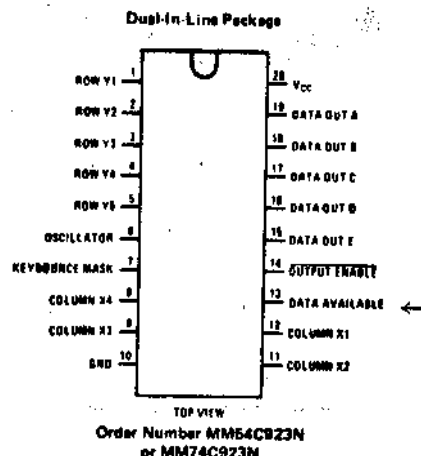 Dual-In-Line Package
ROW Y1 1
20 VCC
ROW Y2 2
19 DATA OUT A
ROW Y3 3
18 DATA OUT B
ROW Y4 4
17 DATA OUT C
ROW Y5 5
16 DATA OUT D
OSCILLATOR 6
15 DATA OUT E
KEYBOUNCE MASK 7
14 OUTPUT ENABLE
COLUMN X4 8
13 DATA AVAILABLE ←
COLUMN X3 9
12 COLUMN X1
GND 10
11 COLUMN X2
TOP VIEW
Order Number MM54C923N
or MM74C923N